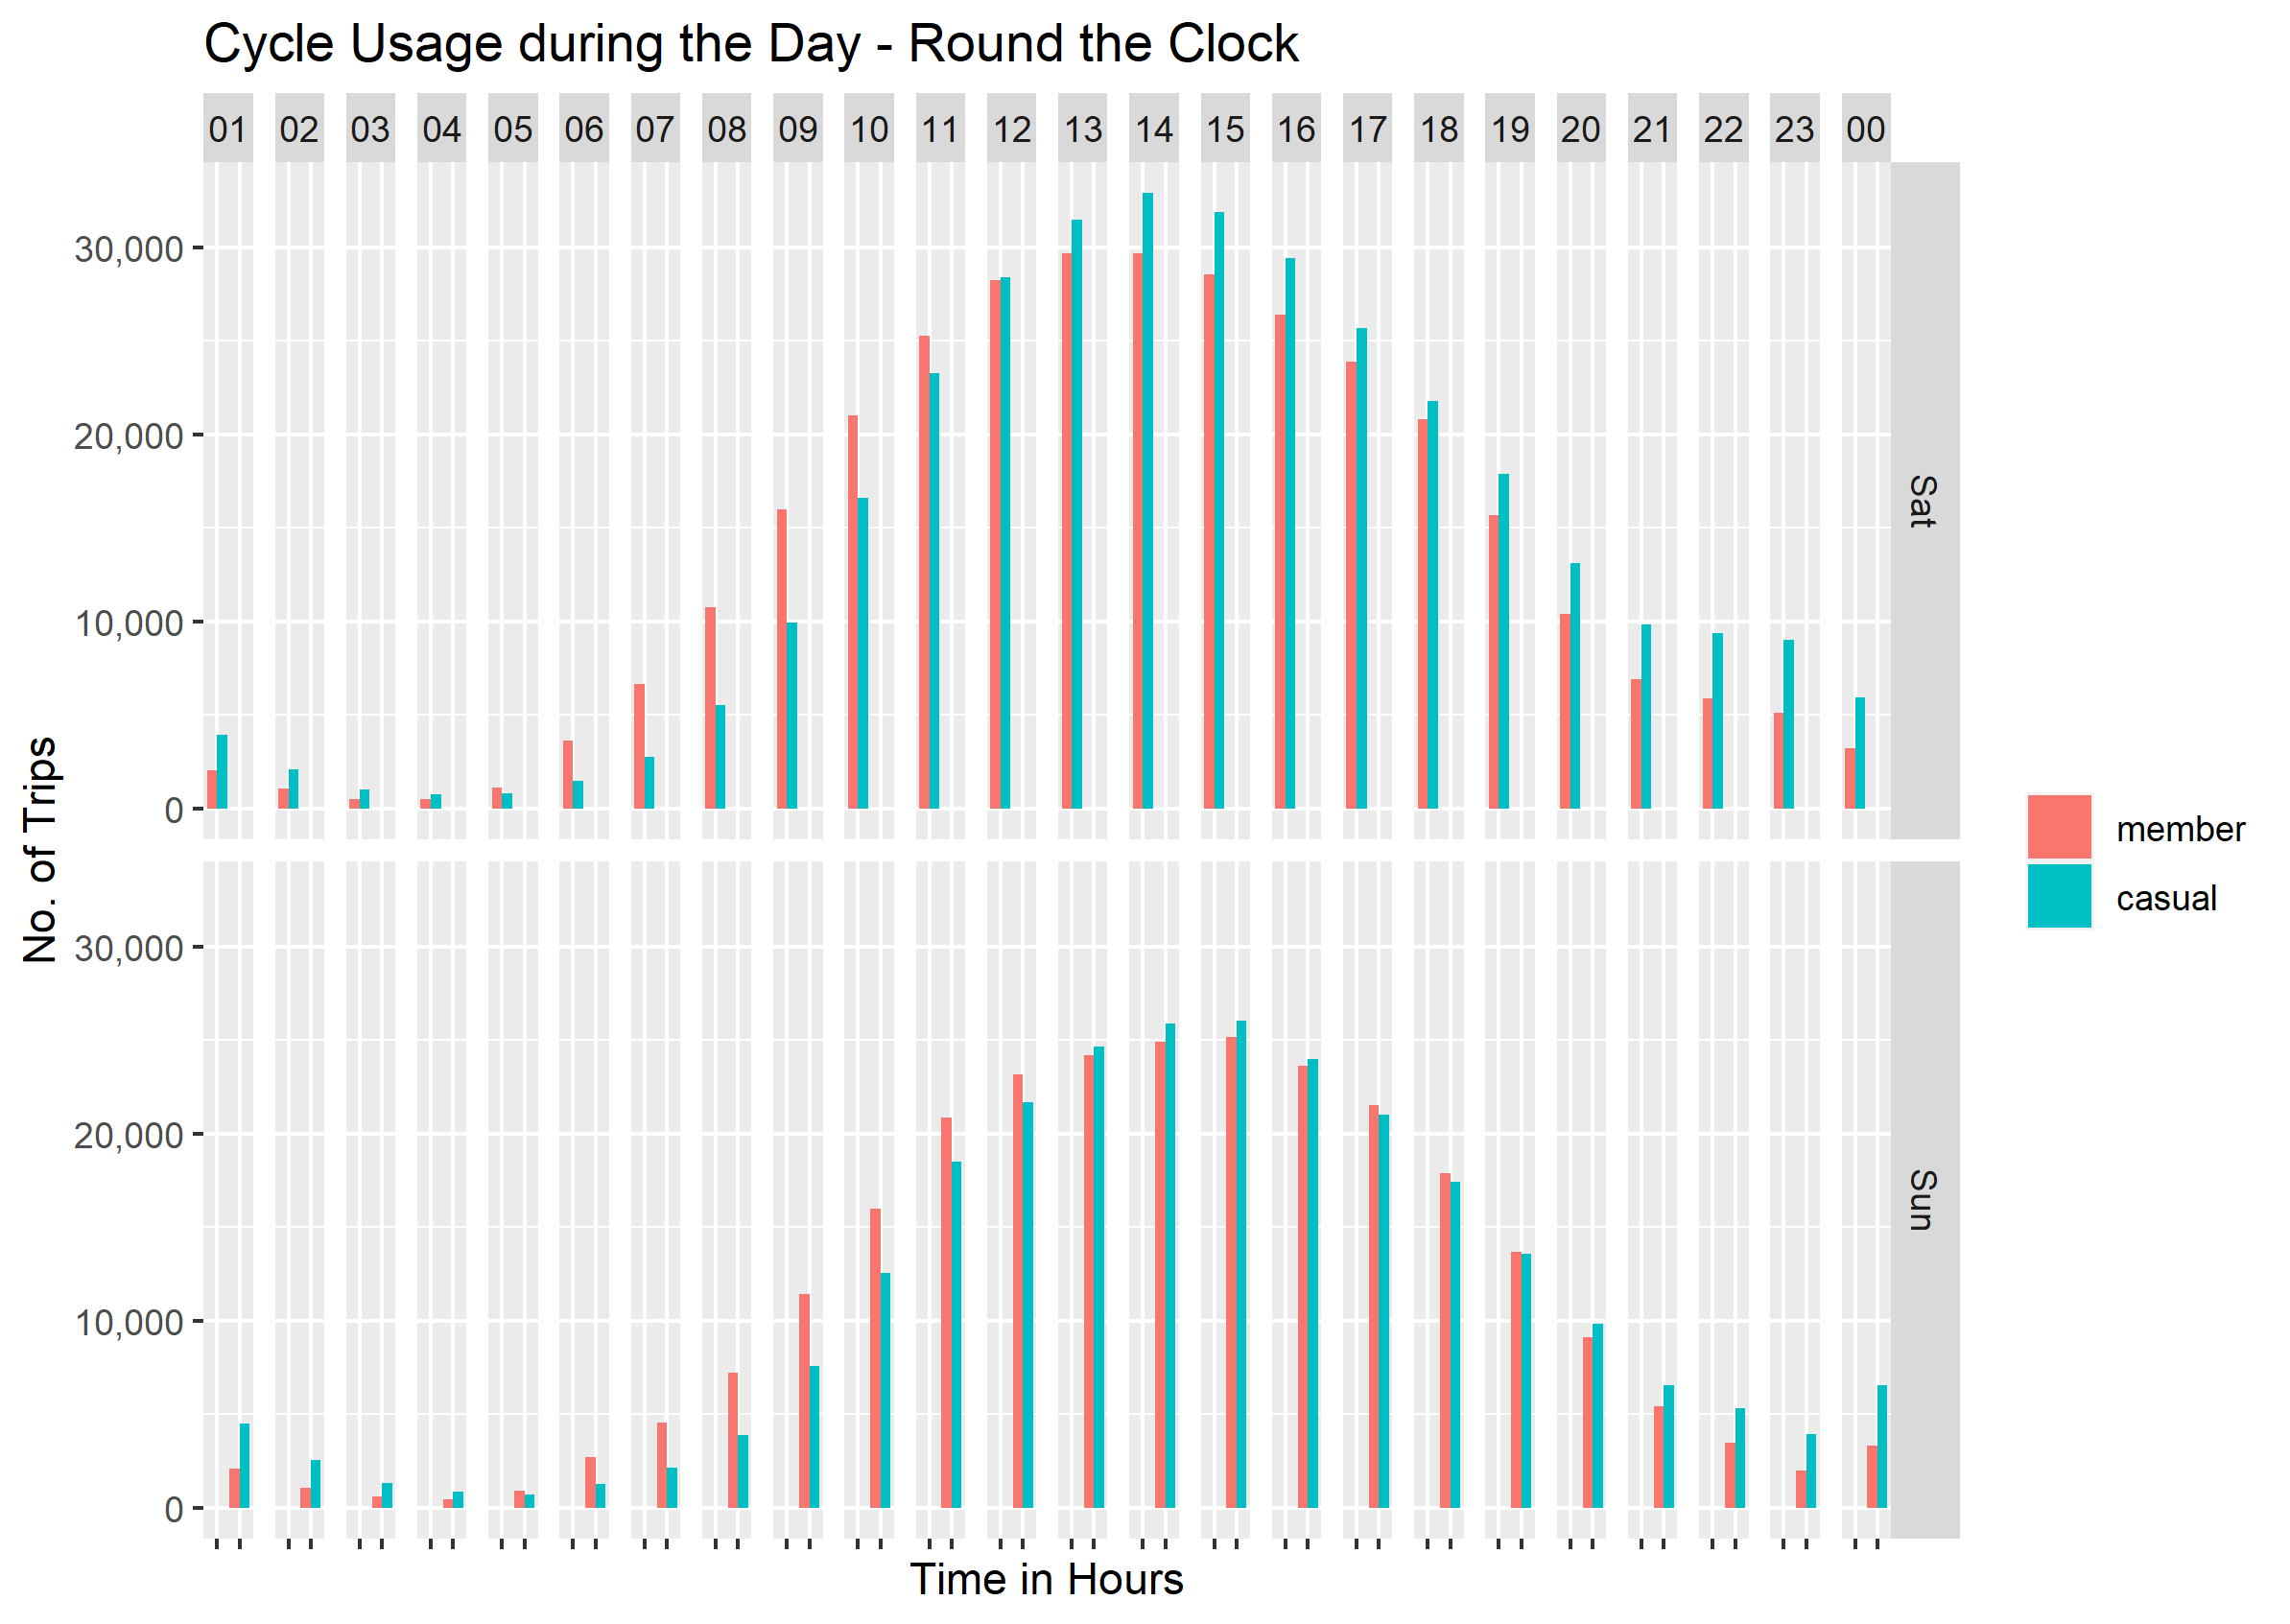 Cycle Usage during the Day - Round the Clock
01 02 03 04 05 06 07 08 09 10 11 12 13 14 15 16 17 18 19 20 21 22 23 00
30,000
20,000
10,000
0
Sat
No. of Trips
member
casual
30,000
20,000
10,000
0
Sun
Time in Hours